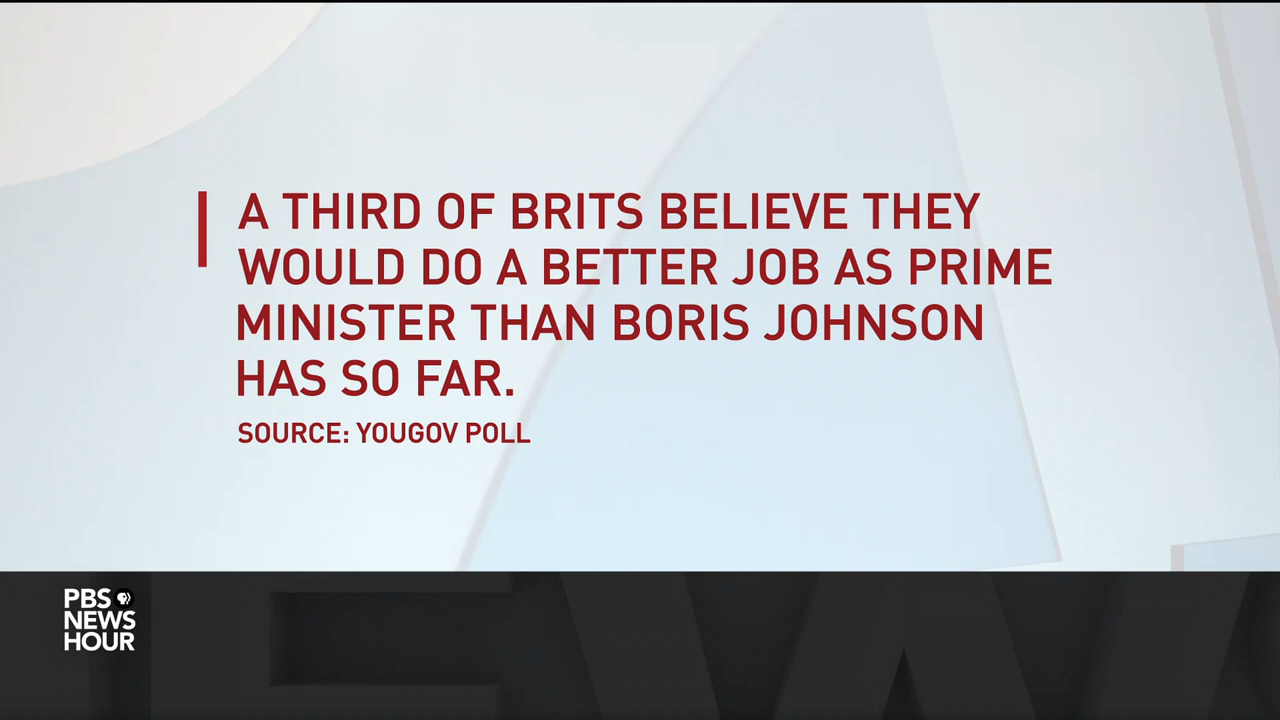 A THIRD OF BRITS BELIEVE THEY
WOULD DO A BETTER JOB AS PRIME
MINISTER THAN BORIS JOHNSON
HAS SO FAR.
SOURCE: YOUGOV POLL
PBS
NEWS
HOUR